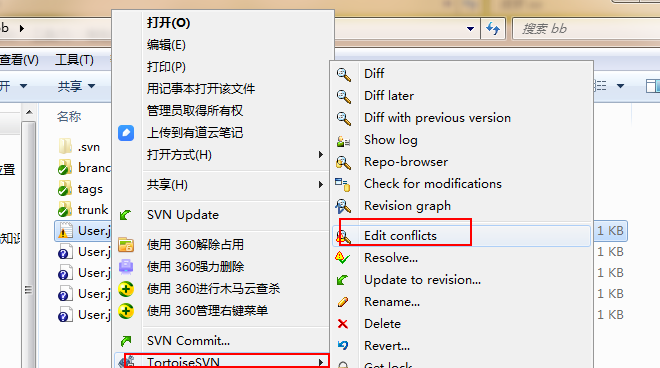 bb
搜索 bb
查看(V)
工具(T)
共享
名称
.svn
branc
tags
trunk
User.j
User.j
User.j
User.j
User.j
位置
知识
打开(O)
编辑(E)
打印(P)
用记事本打开该文件
管理员取得所有权
上传到有道云笔记
打开方式(H)
共享(H)
SVN Update
使用 360解除占用
使用 360强力删除
使用 360进行木马云查杀
使用 360管理右键菜单
SVN Commit...
TortoiseSVN
Diff
Diff later
Diff with previous version
Show log
Repo-browser
Check for modifications
Revision graph
Edit conflicts
Resolve...
Update to revision...
Rename...
Delete
Revert...
Get lock
1 KB
1 KB
1 KB
1 KB
1 KB